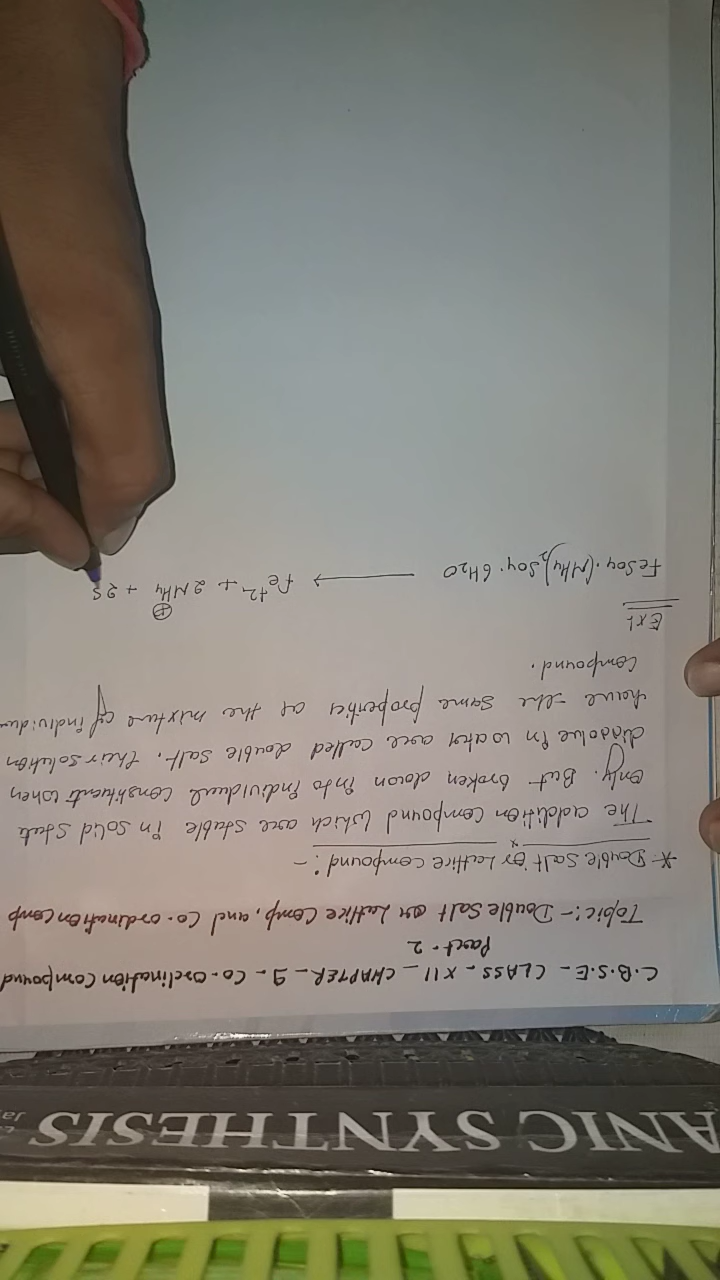 C.B.S.E - CLASS - XII - CHAPTER - 9 - Co-ordination Compound
Part - 2
Topic:- Double Salt or Lattice Comp, and Co-ordination comp
* Double Salt or Lattice compound :-
The addition compound which are stable in solid state
only. But broken down into individual constituent when
dissolve in water are called double salt. their solution
have the same properties as the mixture of individu
Compound.
Ex1
FeSO4.(NH4)2SO4.6H2O ⟶ Fe+2 + 2NH4⊕ + 2S
ANIC SYNTHESIS